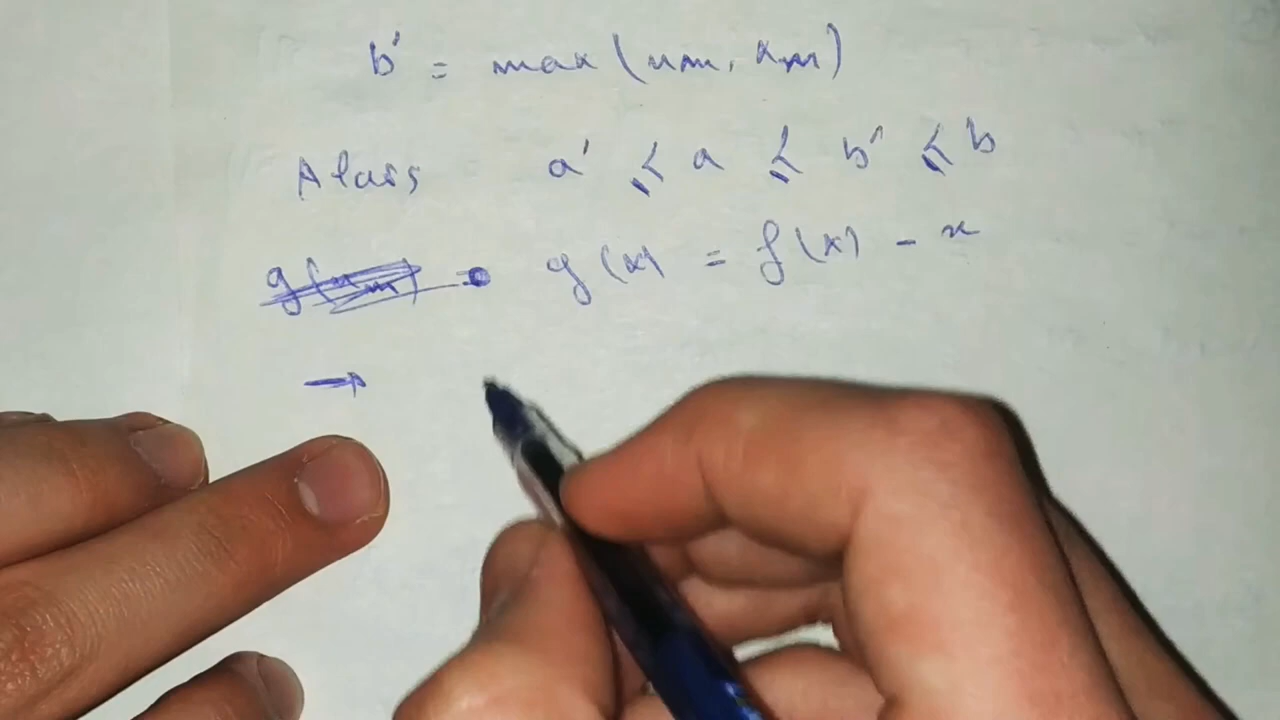 b' = max(um, xm)
Alors a' ≤ a ≤ b' ≤ b
g(x) = f(x) - x
→